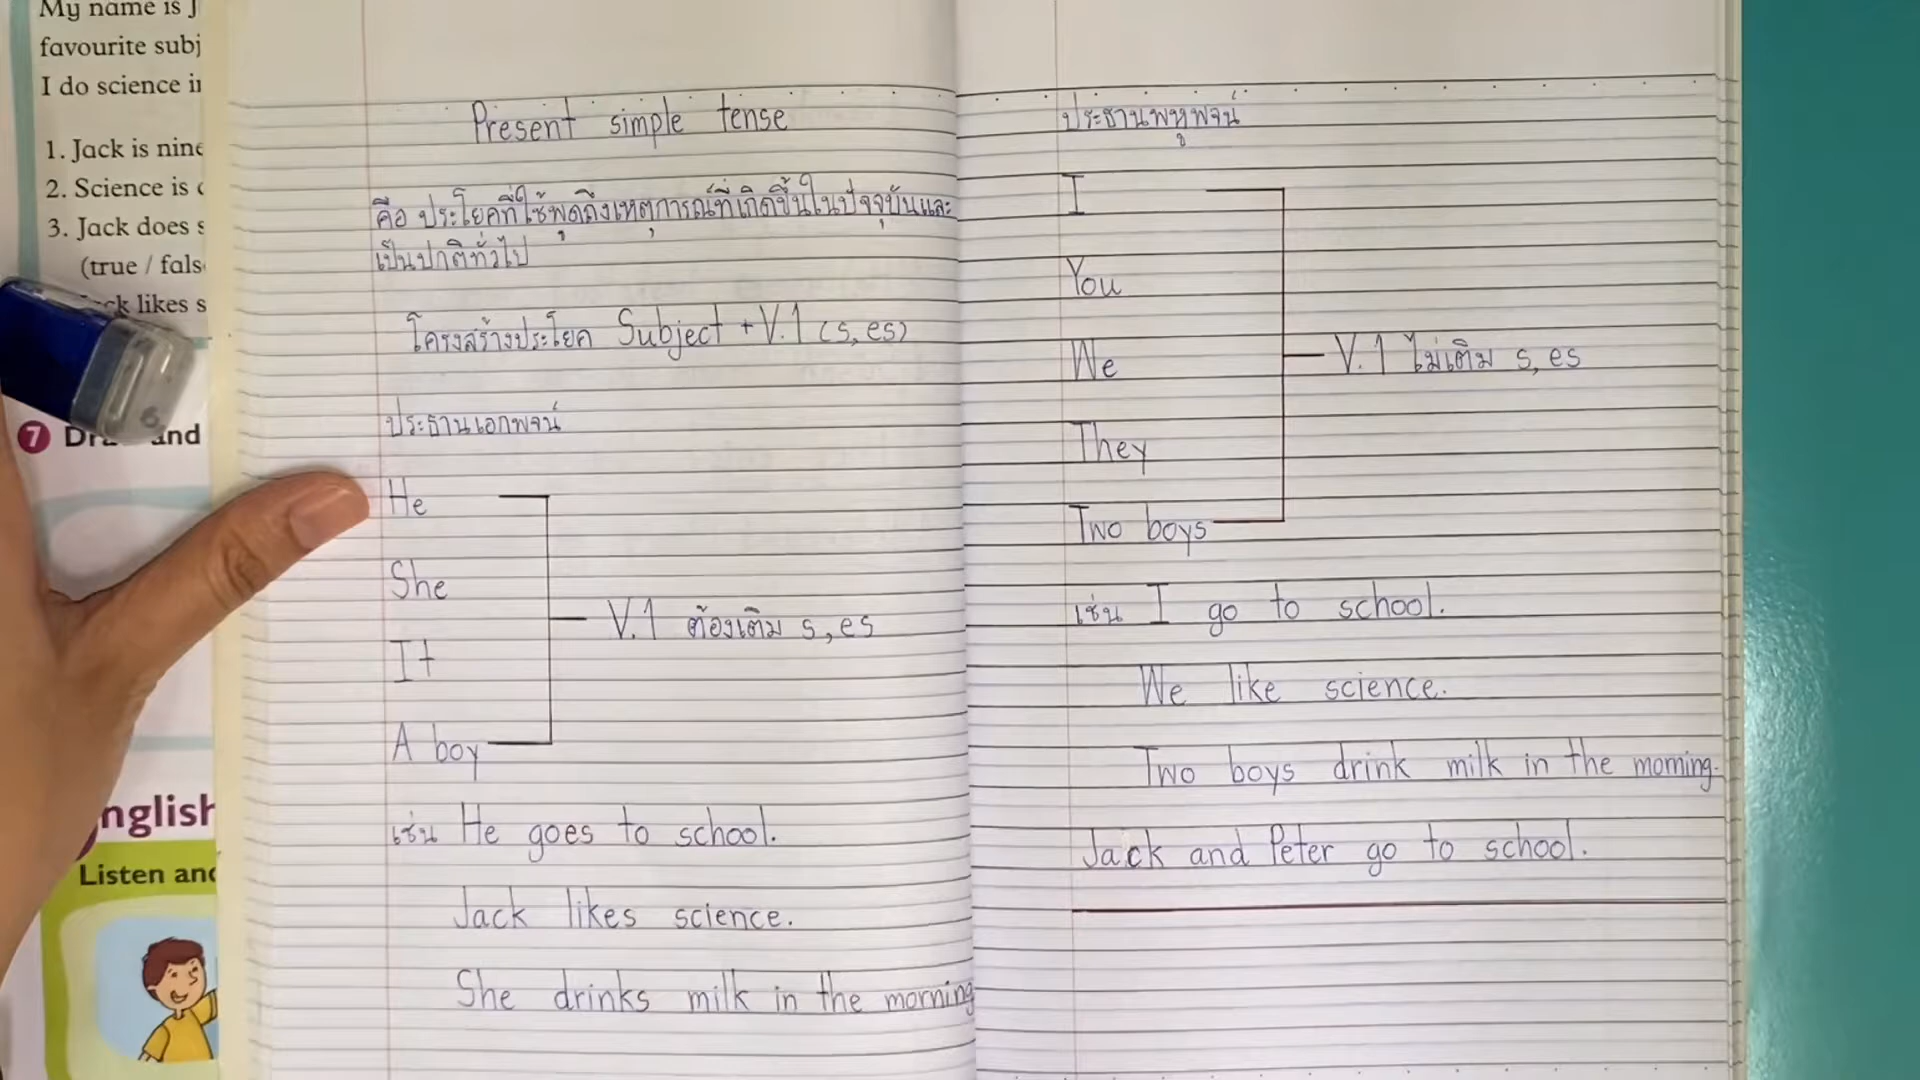 My name is J
favourite subj
I do science i
1. Jack is nine
2. Science is
3. Jack does s
(true / fals
ck likes s
7 and
nglish
Listen and
6
Present simple tense
คือ ประโยคที่ใช้พูดถึงเหตุการณ์ที่เกิดขึ้นในปัจจุบันและ
เป็นปกติทั่วไป
โครงสร้างประโยค Subject + V.1 (s, es)
ประธานเอกพจน์
He
She
It
A boy
V.1 ต้องเติม s, es
เช่น He goes to school.
Jack likes science.
She drinks milk in the morning
ประธานพหูพจน์
I
You
We
They
Two boys
V.1 ไม่เติม s, es
เช่น I go to school.
We like science.
Two boys drink milk in the morning.
Jack and Peter go to school.